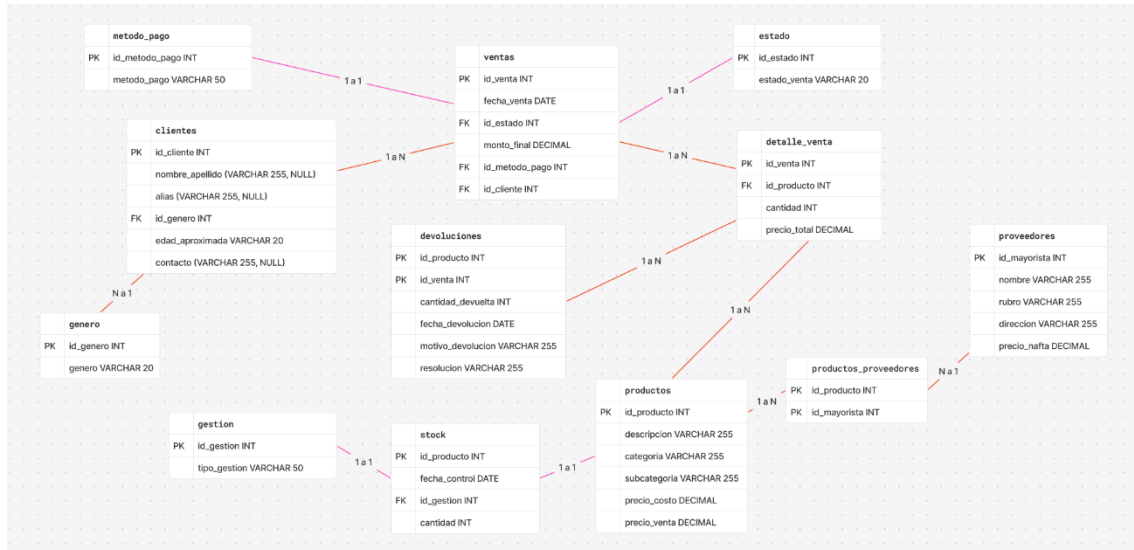 metodo_pago
PK id_metodo_pago INT
metodo_pago VARCHAR 50
1 a 1
ventas
PK id_venta INT
fecha_venta DATE
FK id_estado INT
monto_final DECIMAL
FK id_metodo_pago INT
FK id_cliente INT
1 a 1
estado
PK id_estado INT
estado_venta VARCHAR 20
clientes
PK id_cliente INT
nombre_apellido (VARCHAR 255, NULL)
alias (VARCHAR 255, NULL)
FK id_genero INT
edad_aproximada VARCHAR 20
contacto (VARCHAR 255, NULL)
1 a N
1 a N
detalle_venta
PK id_venta INT
FK id_producto INT
cantidad INT
precio_total DECIMAL
devoluciones
PK id_producto INT
PK id_venta INT
cantidad_devuelta INT
fecha_devolucion DATE
motivo_devolucion VARCHAR 255
resolucion VARCHAR 255
1 a N
proveedores
PK id_mayorista INT
nombre VARCHAR 255
rubro VARCHAR 255
direccion VARCHAR 255
precio_nafta DECIMAL
N a 1
genero
PK id_genero INT
genero VARCHAR 20
1 a N
productos_proveedores
PK id_producto INT
PK id_mayorista INT
N a 1
1 a N
productos
PK id_producto INT
descripcion VARCHAR 255
categoria VARCHAR 255
subcategoria VARCHAR 255
precio_costo DECIMAL
precio_venta DECIMAL
gestion
PK id_gestion INT
tipo_gestion VARCHAR 50
1 a 1
stock
PK id_producto INT
fecha_control DATE
FK id_gestion INT
cantidad INT
1 a 1